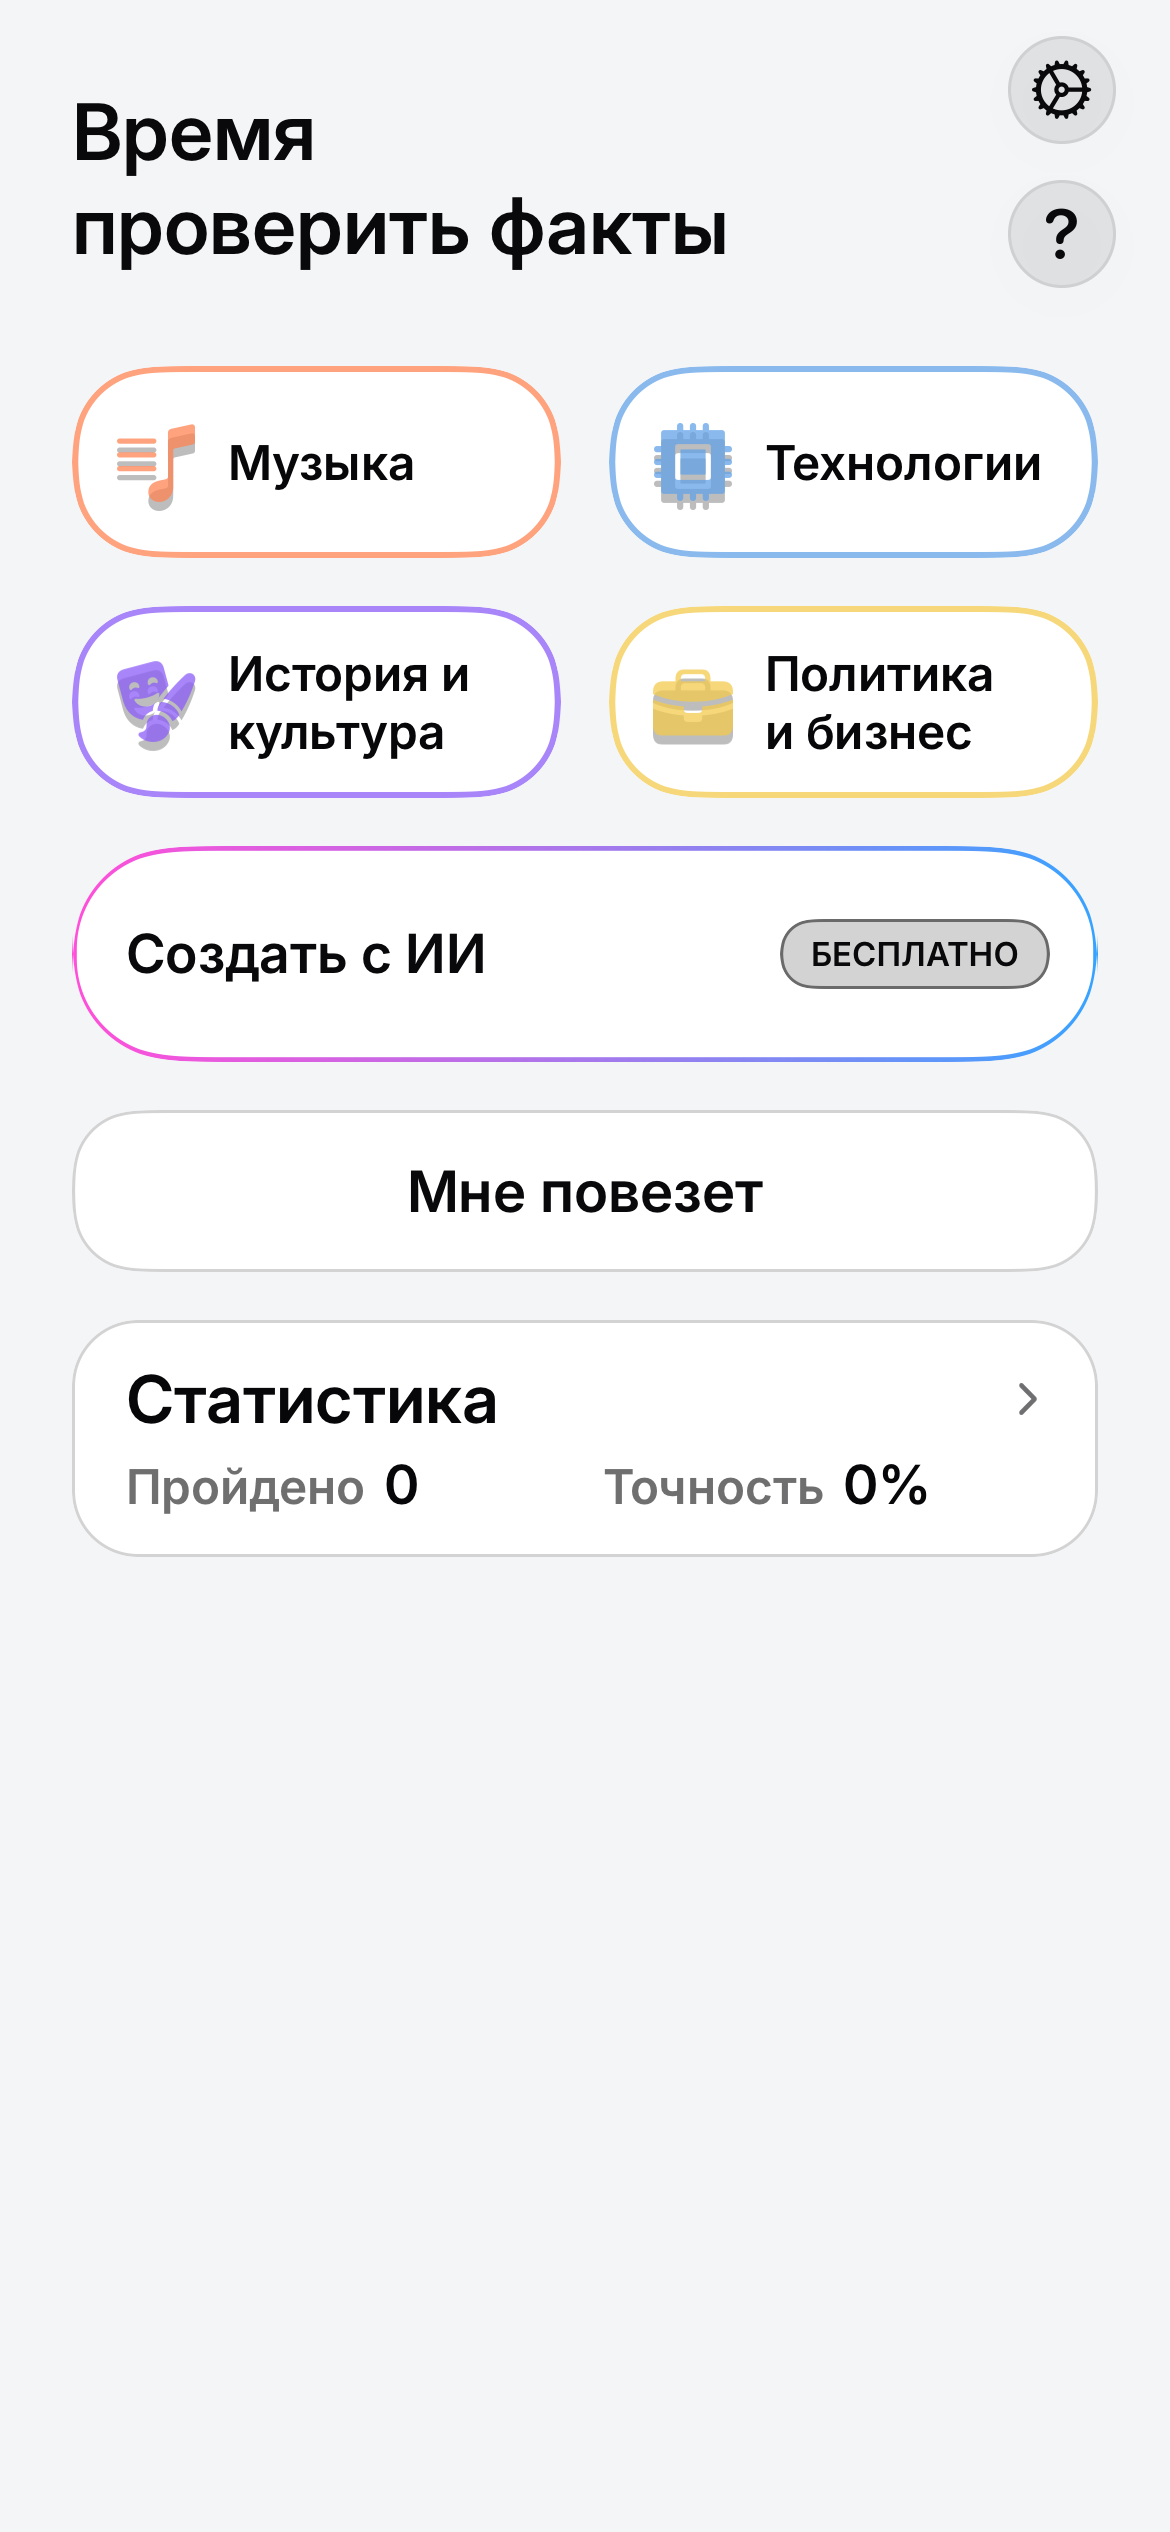 Время
проверить факты
?
Музыка
Технологии
История и
культура
Политика
и бизнес
Создать с ИИ
БЕСПЛАТНО
Мне повезет
Статистика
Пройдено 0
Точность 0%